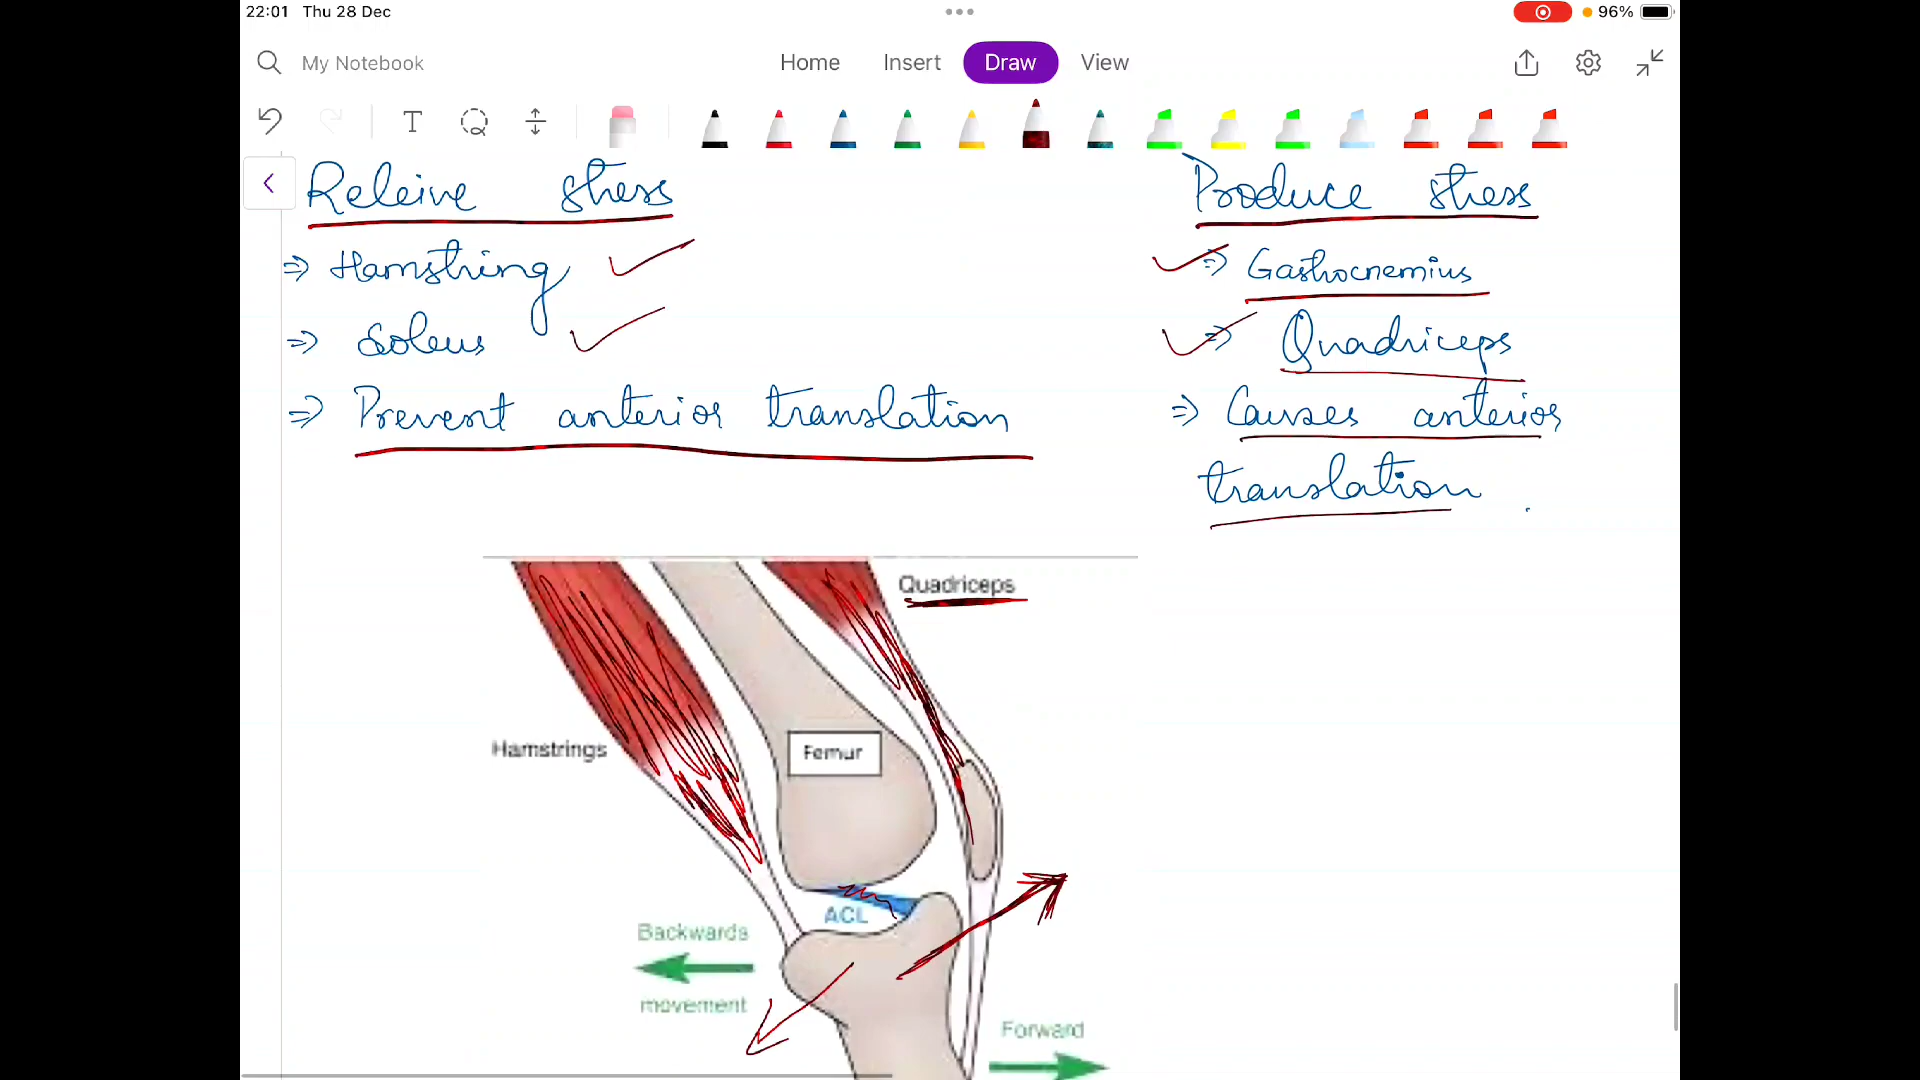 22:01 Thu 28 Dec
96%
My Notebook
Home Insert Draw View
T
Releive stress
Produce stress
⇒ Hamstring
⇒ Gastrocnemius
⇒ Soleus
⇒ Quadriceps
⇒ Prevent anterior translation
⇒ Causes anterior
translation
Quadriceps
Hamstrings
Femur
ACL
Backwards
movement
Forward